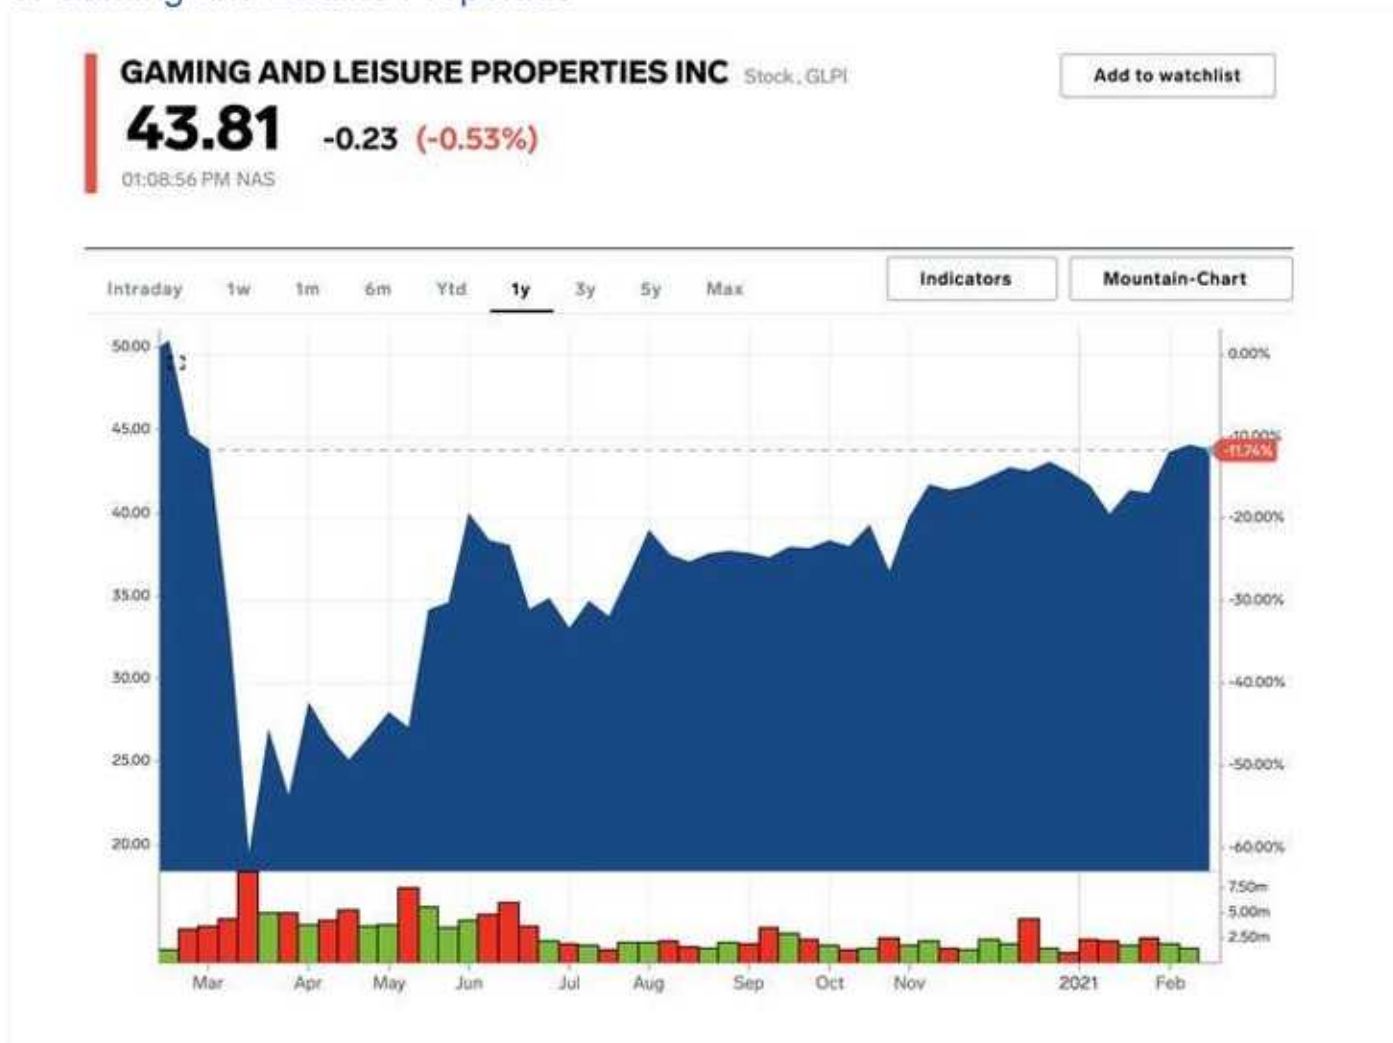 GAMING AND LEISURE PROPERTIES INC Stock, GLPI
Add to watchlist
43.81 -0.23 (-0.53%)
01:08:56 PM NAS
Indicators Mountain-Chart
Intraday 1w 1m 6m Ytd 1y 3y 5y Max
50.00 0.00%
45.00 -10.00%
-11.74%
40.00 -20.00%
35.00 -30.00%
30.00 -40.00%
25.00 -50.00%
20.00 -60.00%
7.50m
5.00m
2.50m
Mar Apr May Jun Jul Aug Sep Oct Nov 2021 Feb